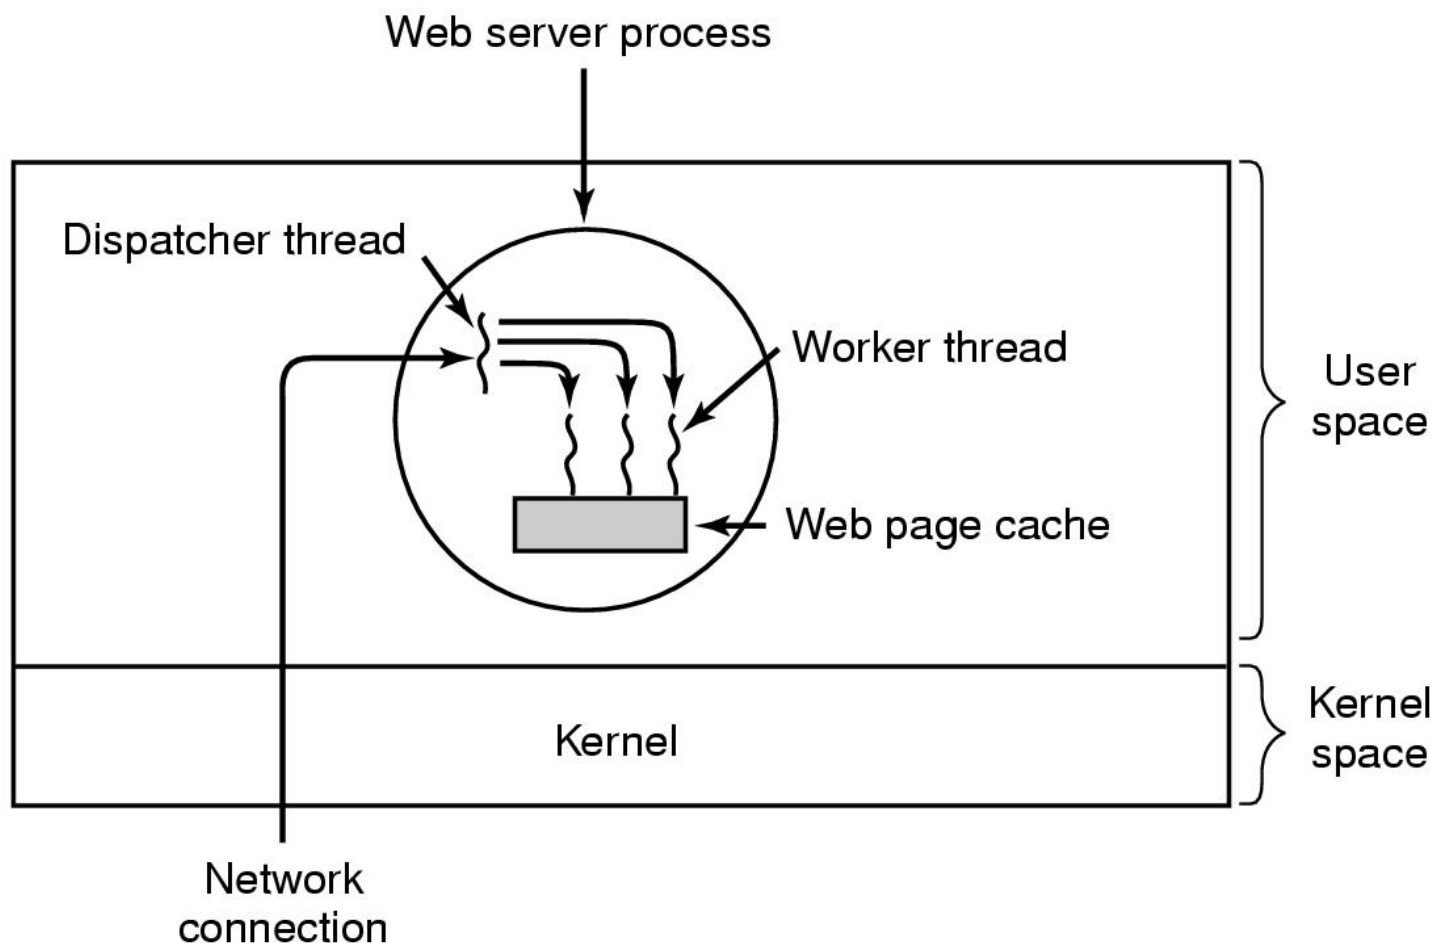 Web server process
Dispatcher thread
Worker thread
User
space
Web page cache
Kernel
Kernel
space
Network
connection